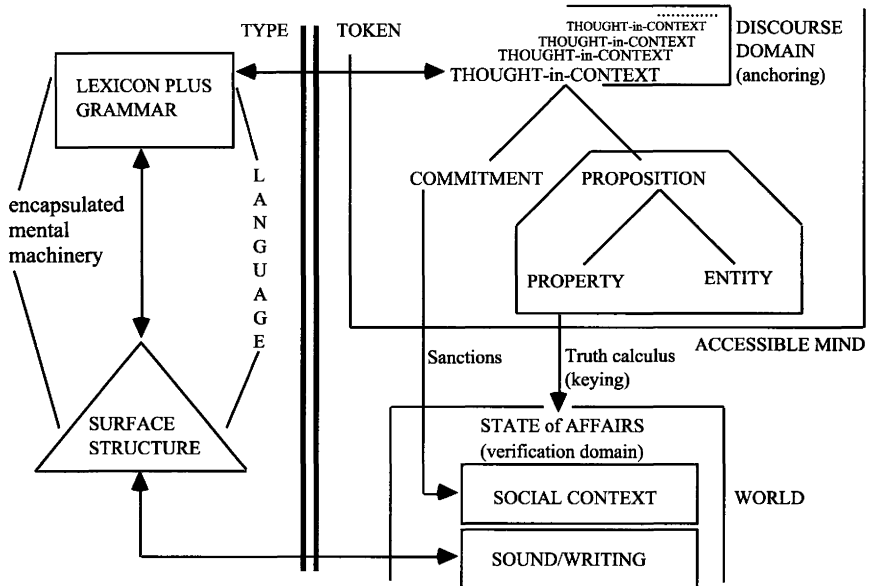 TYPE
TOKEN
THOUGHT-in-CONTEXT
THOUGHT-in-CONTEXT
THOUGHT-in-CONTEXT
THOUGHT-in-CONTEXT
DISCOURSE
DOMAIN
(anchoring)
LEXICON PLUS
GRAMMAR
COMMITMENT
PROPOSITION
encapsulated
mental
machinery
LANGUAGE
PROPERTY
ENTITY
ACCESSIBLE MIND
Sanctions
Truth calculus
(keying)
SURFACE
STRUCTURE
STATE of AFFAIRS
(verification domain)
SOCIAL CONTEXT
WORLD
SOUND/WRITING